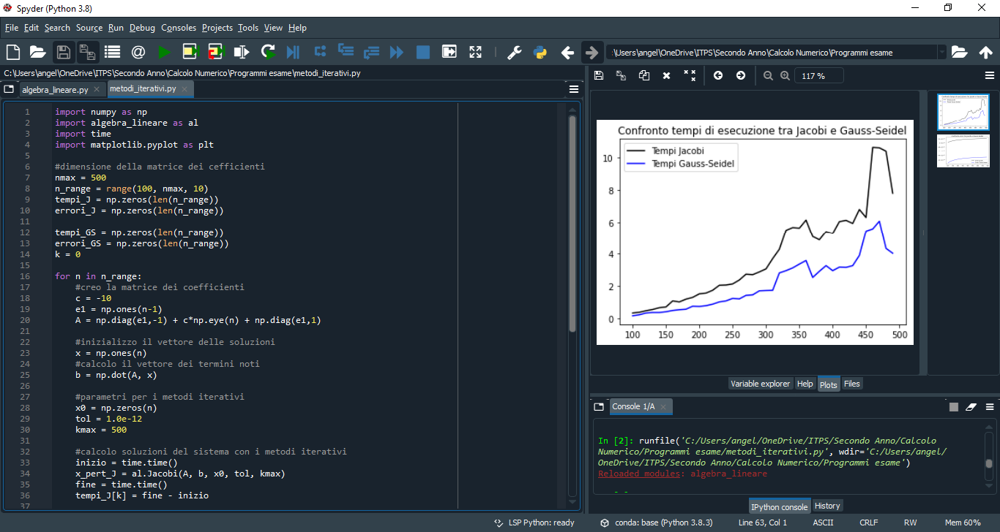 Spyder (Python 3.8)
File Edit Search Source Run Debug Consoles Projects Tools View Help
:\Users\angel\OneDrive\ITPS\Secondo Anno\Calcolo Numerico\Programmi esame
C:\Users\angel\OneDrive\ITPS\Secondo Anno\Calcolo Numerico\Programmi esame\metodi_iterativi.py
algebra_lineare.py metodi_iterativi.py
1 import numpy as np
2 import algebra_lineare as al
3 import time
4 import matplotlib.pyplot as plt
5
6 #dimensione della matrice dei cefficienti
7 nmax = 500
8 n_range = range(100, nmax, 10)
9 tempi_J = np.zeros(len(n_range))
10 errori_J = np.zeros(len(n_range))
11
12 tempi_GS = np.zeros(len(n_range))
13 errori_GS = np.zeros(len(n_range))
14 k = 0
15
16 for n in n_range:
17 #creo la matrice dei coefficienti
18 c = -10
19 e1 = np.ones(n-1)
20 A = np.diag(e1,-1) + c*np.eye(n) + np.diag(e1,1)
21
22 #inizializzo il vettore delle soluzioni
23 x = np.ones(n)
24 #calcolo il vettore dei termini noti
25 b = np.dot(A, x)
26
27 #parametri per i metodi iterativi
28 x0 = np.zeros(n)
29 tol = 1.0e-12
30 kmax = 500
31
32 #calcolo soluzioni del sistema con i metodi iterativi
33 inizio = time.time()
34 x_pert_J = al.Jacobi(A, b, x0, tol, kmax)
35 fine = time.time()
36 tempi_J[k] = fine - inizio
37
117 %
Confronto tempi di esecuzione tra Jacobi e Gauss-Seidel
Tempi Jacobi
Tempi Gauss-Seidel
10
8
6
4
2
0
100 150 200 250 300 350 400 450 500
Variable explorer Help Plots Files
Console 1/A
In [2]: runfile('C:/Users/angel/OneDrive/ITPS/Secondo Anno/Calcolo
Numerico/Programmi esame/metodi_iterativi.py', wdir='C:/Users/angel/
OneDrive/ITPS/Secondo Anno/Calcolo Numerico/Programmi esame')
Reloaded modules: algebra_lineare
IPython console History
LSP Python: ready conda: base (Python 3.8.3) Line 63, Col 1 ASCII CRLF RW Mem 60%